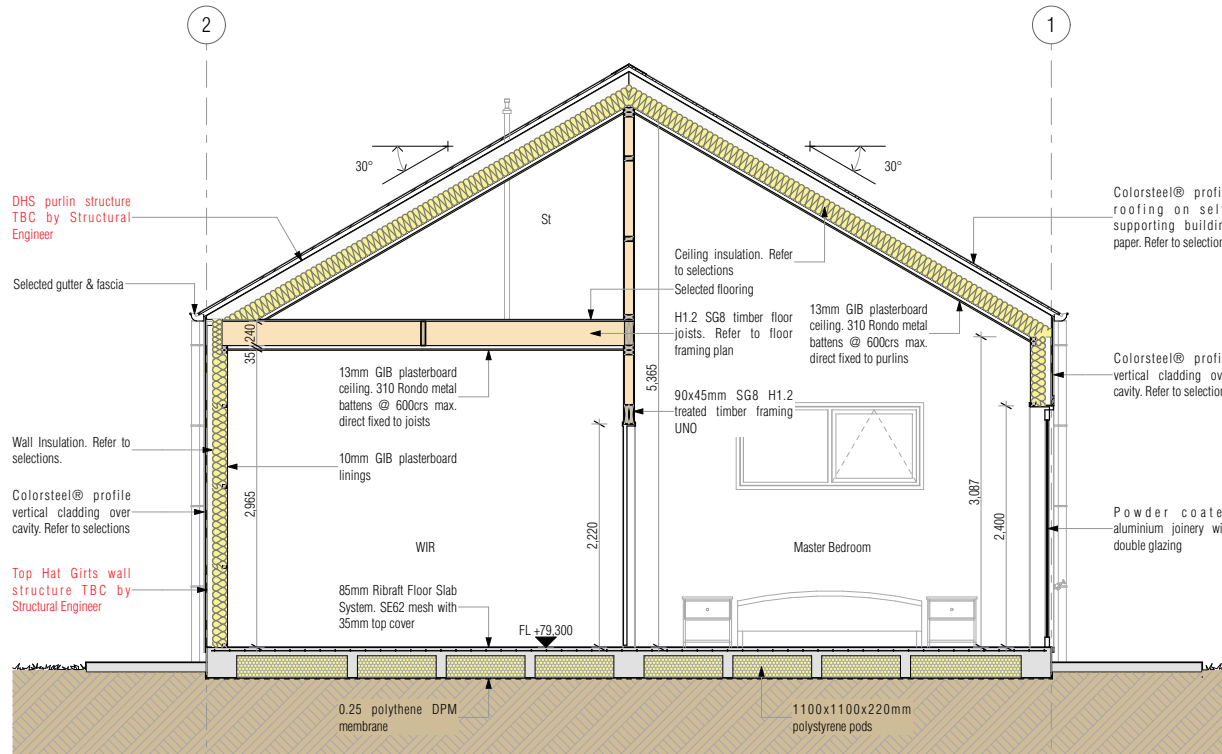 2
1
30°
30°
DHS purlin structure
TBC by Structural
Engineer
Selected gutter & fascia
St
Ceiling insulation. Refer
to selections
Selected flooring
H1.2 SG8 timber floor
joists. Refer to floor
framing plan
13mm GIB plasterboard
ceiling. 310 Rondo metal
battens @ 600crs max.
direct fixed to purlins
Colorsteel® profi
roofing on sel
supporting buildin
paper. Refer to selection
240
35
13mm GIB plasterboard
ceiling. 310 Rondo metal
battens @ 600crs max.
direct fixed to joists
5,365
90x45mm SG8 H1.2
treated timber framing
UNO
Colorsteel® profi
vertical cladding ov
cavity. Refer to selection
Wall Insulation. Refer to
selections.
10mm GIB plasterboard
linings
Colorsteel® profile
vertical cladding over
cavity. Refer to selections
2,965
2,220
3,087
2,400
Powder coate
aluminium joinery wi
double glazing
WIR
Master Bedroom
Top Hat Girts wall
structure TBC by
Structural Engineer
85mm Ribraft Floor Slab
System. SE62 mesh with
35mm top cover
FL +79,300
0.25 polythene DPM
membrane
1100x1100x220mm
polystyrene pods